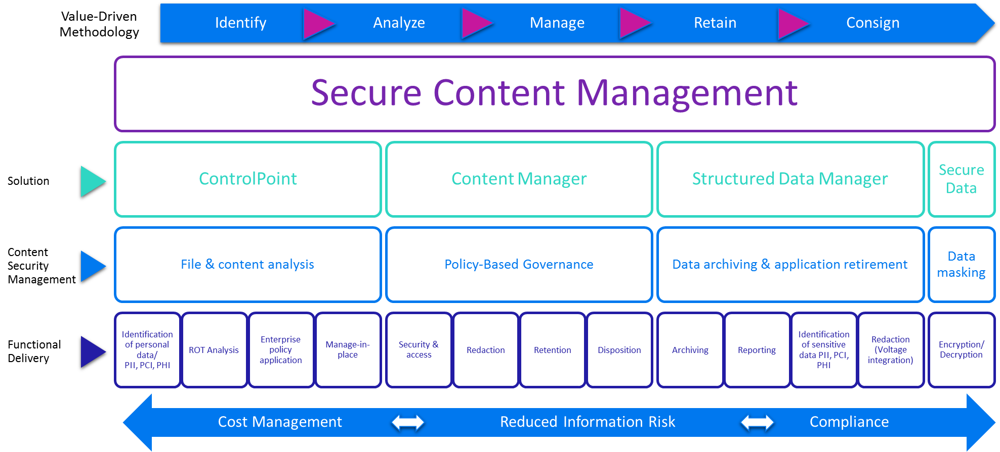 Value-Driven
Methodology
Identify
Analyze
Manage
Retain
Consign
Secure Content Management
Solution
ControlPoint
Content Manager
Structured Data Manager
Secure
Data
Content
Security
Management
File & content analysis
Policy-Based Governance
Data archiving & application retirement
Data
masking
Functional
Delivery
Identification
of personal
data/
PII, PCI, PHI
ROT Analysis
Enterprise
policy
application
Manage-in-
place
Security &
access
Redaction
Retention
Disposition
Archiving
Reporting
Identification
of sensitive
data PII, PCI,
PHI
Redaction
(Voltage
integration)
Encryption/
Decryption
Cost Management
Reduced Information Risk
Compliance